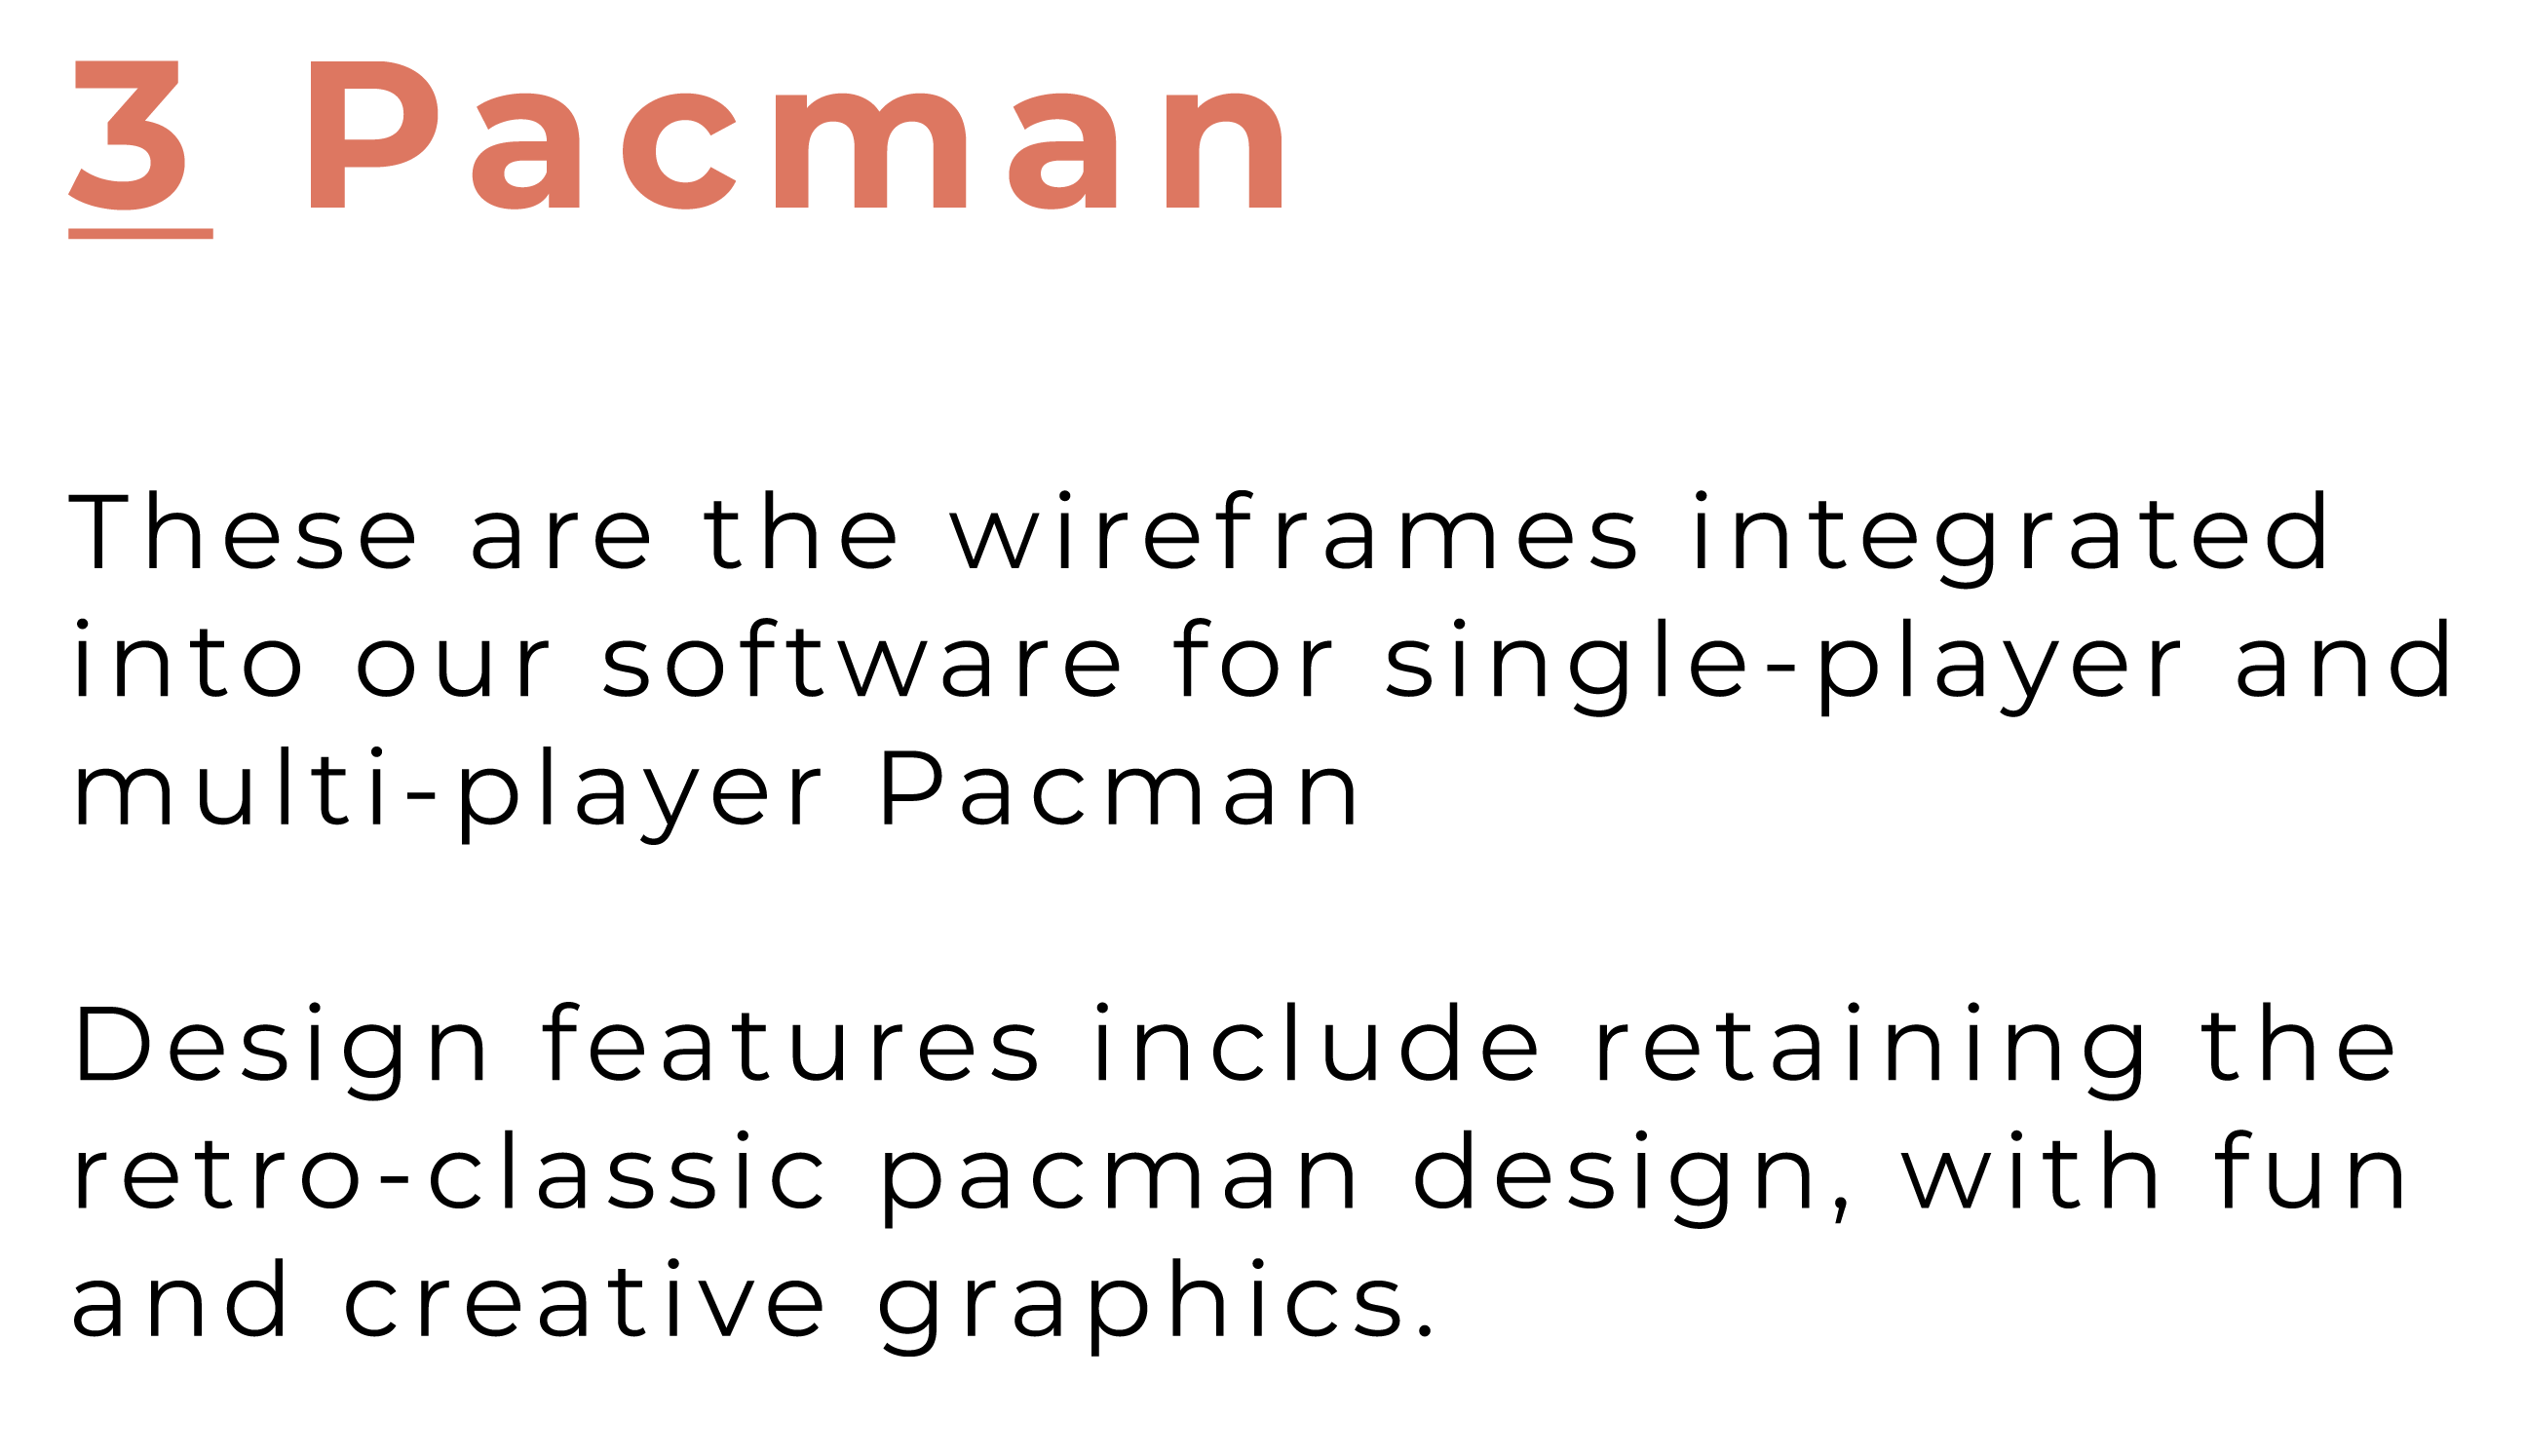 3 Pacman
These are the wireframes integrated
into our software for single-player and
multi-player Pacman
Design features include retaining the
retro-classic pacman design, with fun
and creative graphics.